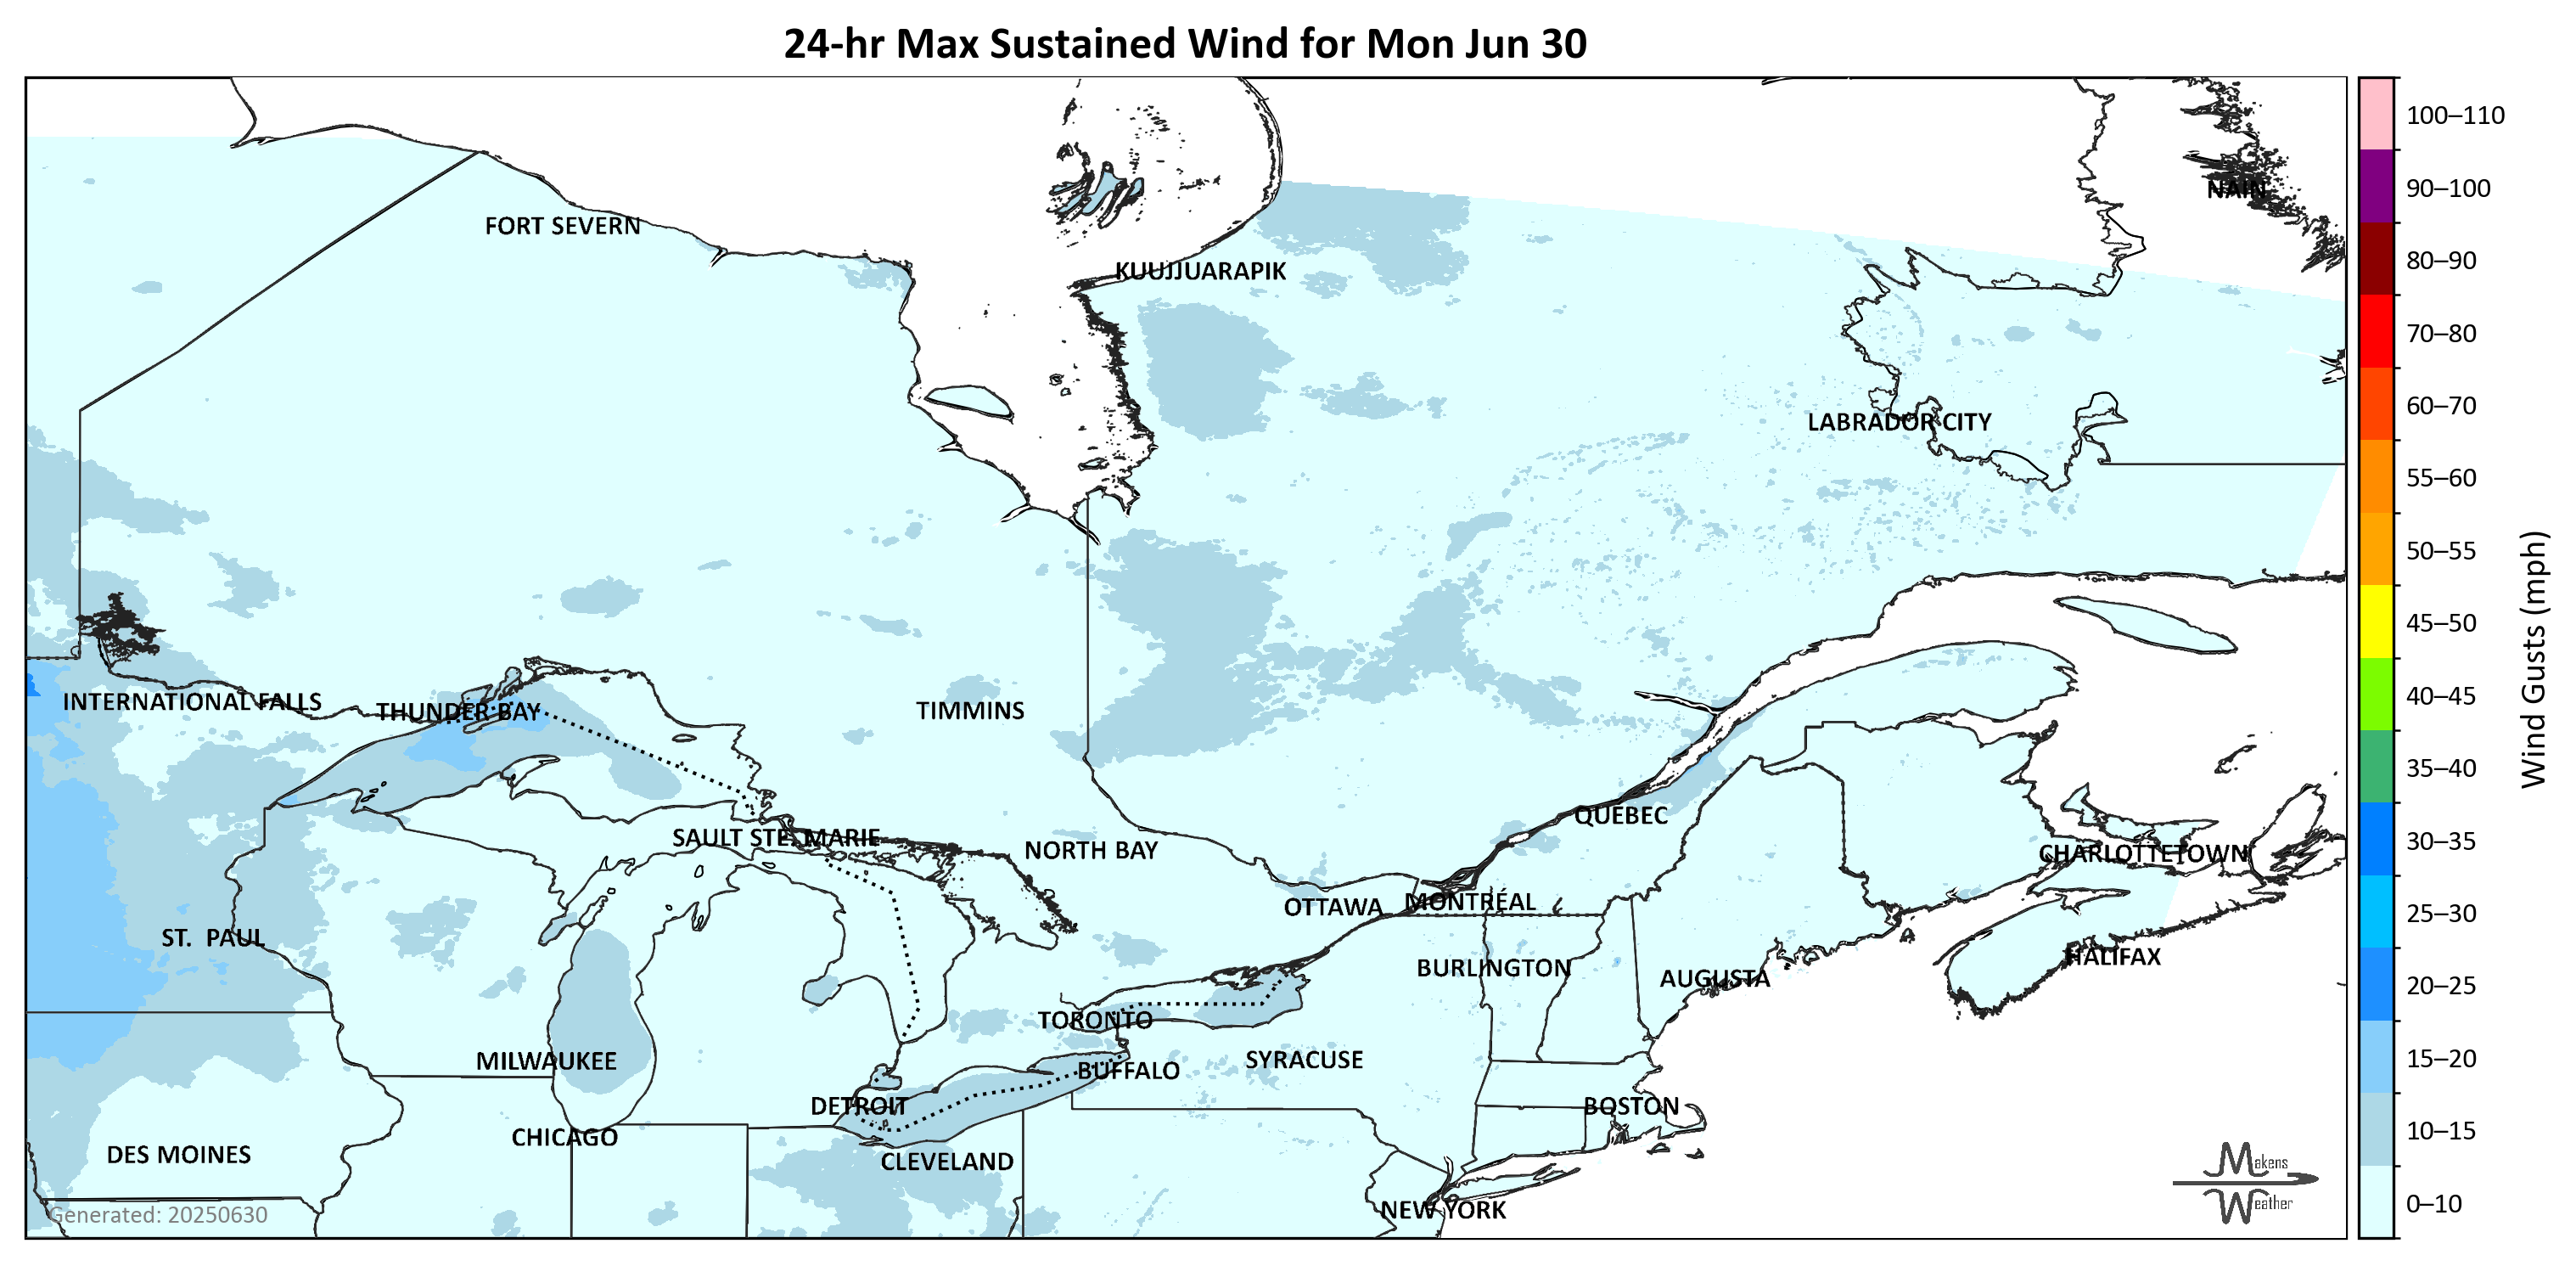 24-hr Max Sustained Wind for Mon Jun 30
100–110
90–100
80–90
70–80
60–70
55–60
50–55
45–50
40–45
35–40
30–35
25–30
20–25
15–20
10–15
0–10
Wind Gusts (mph)
NAIN
FORT SEVERN
KUUJJUARAPIK
LABRADOR CITY
INTERNATIONAL FALLS
THUNDER BAY
TIMMINS
QUÉBEC
SAULT STE. MARIE
NORTH BAY
CHARLOTTETOWN
OTTAWA
MONTRÉAL
ST. PAUL
BURLINGTON
AUGUSTA
HALIFAX
TORONTO
MILWAUKEE
BUFFALO
SYRACUSE
DETROIT
BOSTON
CHICAGO
DES MOINES
CLEVELAND
NEW YORK
Makens
Weather
Generated: 20250630